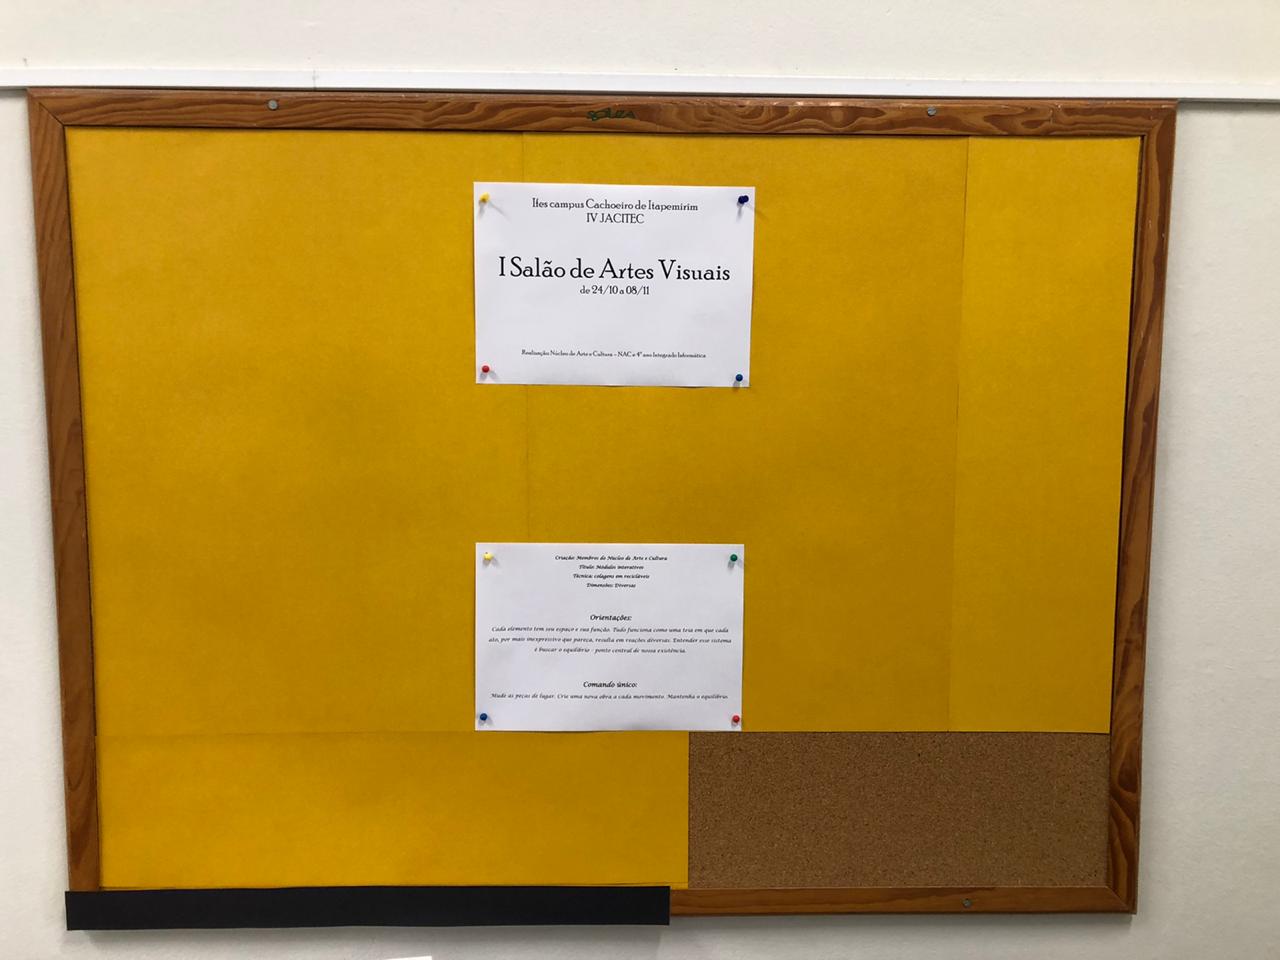 SOUZA
Ifes campus Cachoeiro de Itapemirim
IV JACITEC
I Salão de Artes Visuais
de 24/10 a 08/11
Realização Núcleo de Arte e Cultura – NAC e 4º ano Integrado Informática
Criação: Membros do Núcleo de Arte e Cultura
Título: Módulos interativos
Técnica: colagens em recicláveis
Dimensões: Diversas
Orientações:
Cada elemento tem seu espaço e sua função. Tudo funciona como uma teia em que cada
ato, por mais inexpressivo que pareça, resulta em reações diversas. Entender esse sistema
é buscar o equilíbrio - ponto central de nossa existência.
Comando único:
Mude as peças de lugar. Crie uma nova obra a cada movimento. Mantenha o equilíbrio.